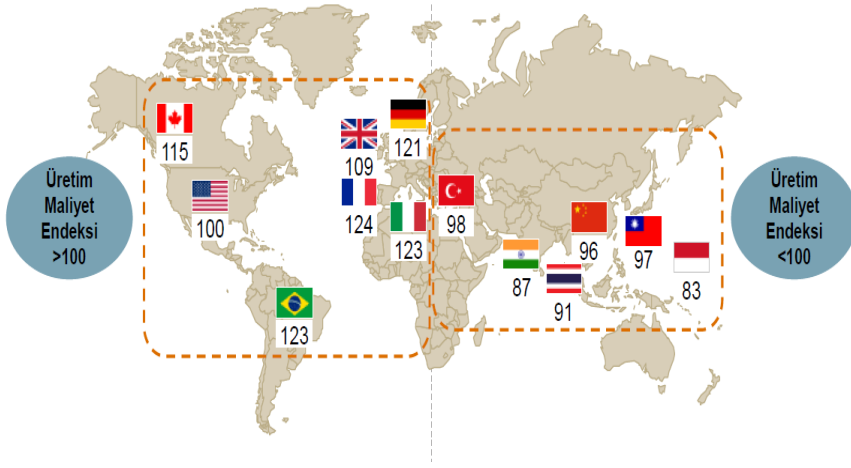 Üretim
Maliyet
Endeksi
>100
115
100
123
109
124
121
123
98
87
91
96
97
83
Üretim
Maliyet
Endeksi
<100